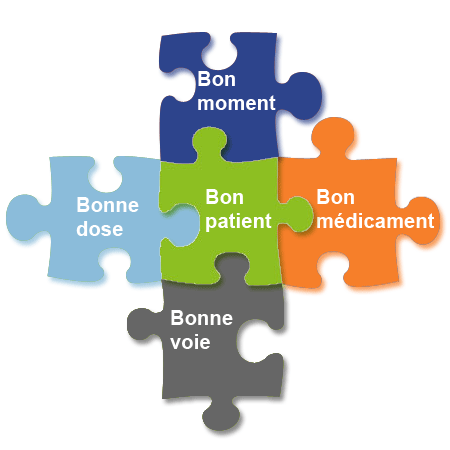 Bon
moment
Bonne
dose
Bon
patient
Bon
médicament
Bonne
voie